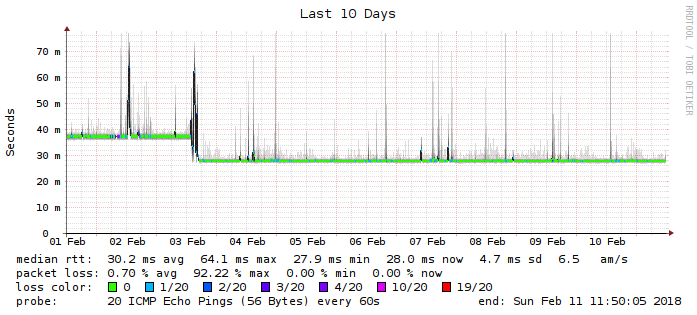 Last 10 Days
RRDTOOL / TOBI OETIKER
Seconds
70 m
60 m
50 m
40 m
30 m
20 m
10 m
0
01 Feb 02 Feb 03 Feb 04 Feb 05 Feb 06 Feb 07 Feb 08 Feb 09 Feb 10 Feb
median rtt: 30.2 ms avg 64.1 ms max 27.9 ms min 28.0 ms now 4.7 ms sd 6.5 am/s
packet loss: 0.70 % avg 92.22 % max 0.00 % min 0.00 % now
loss color: 0 1/20 2/20 3/20 4/20 10/20 19/20
probe: 20 ICMP Echo Pings (56 Bytes) every 60s end: Sun Feb 11 11:50:05 2018